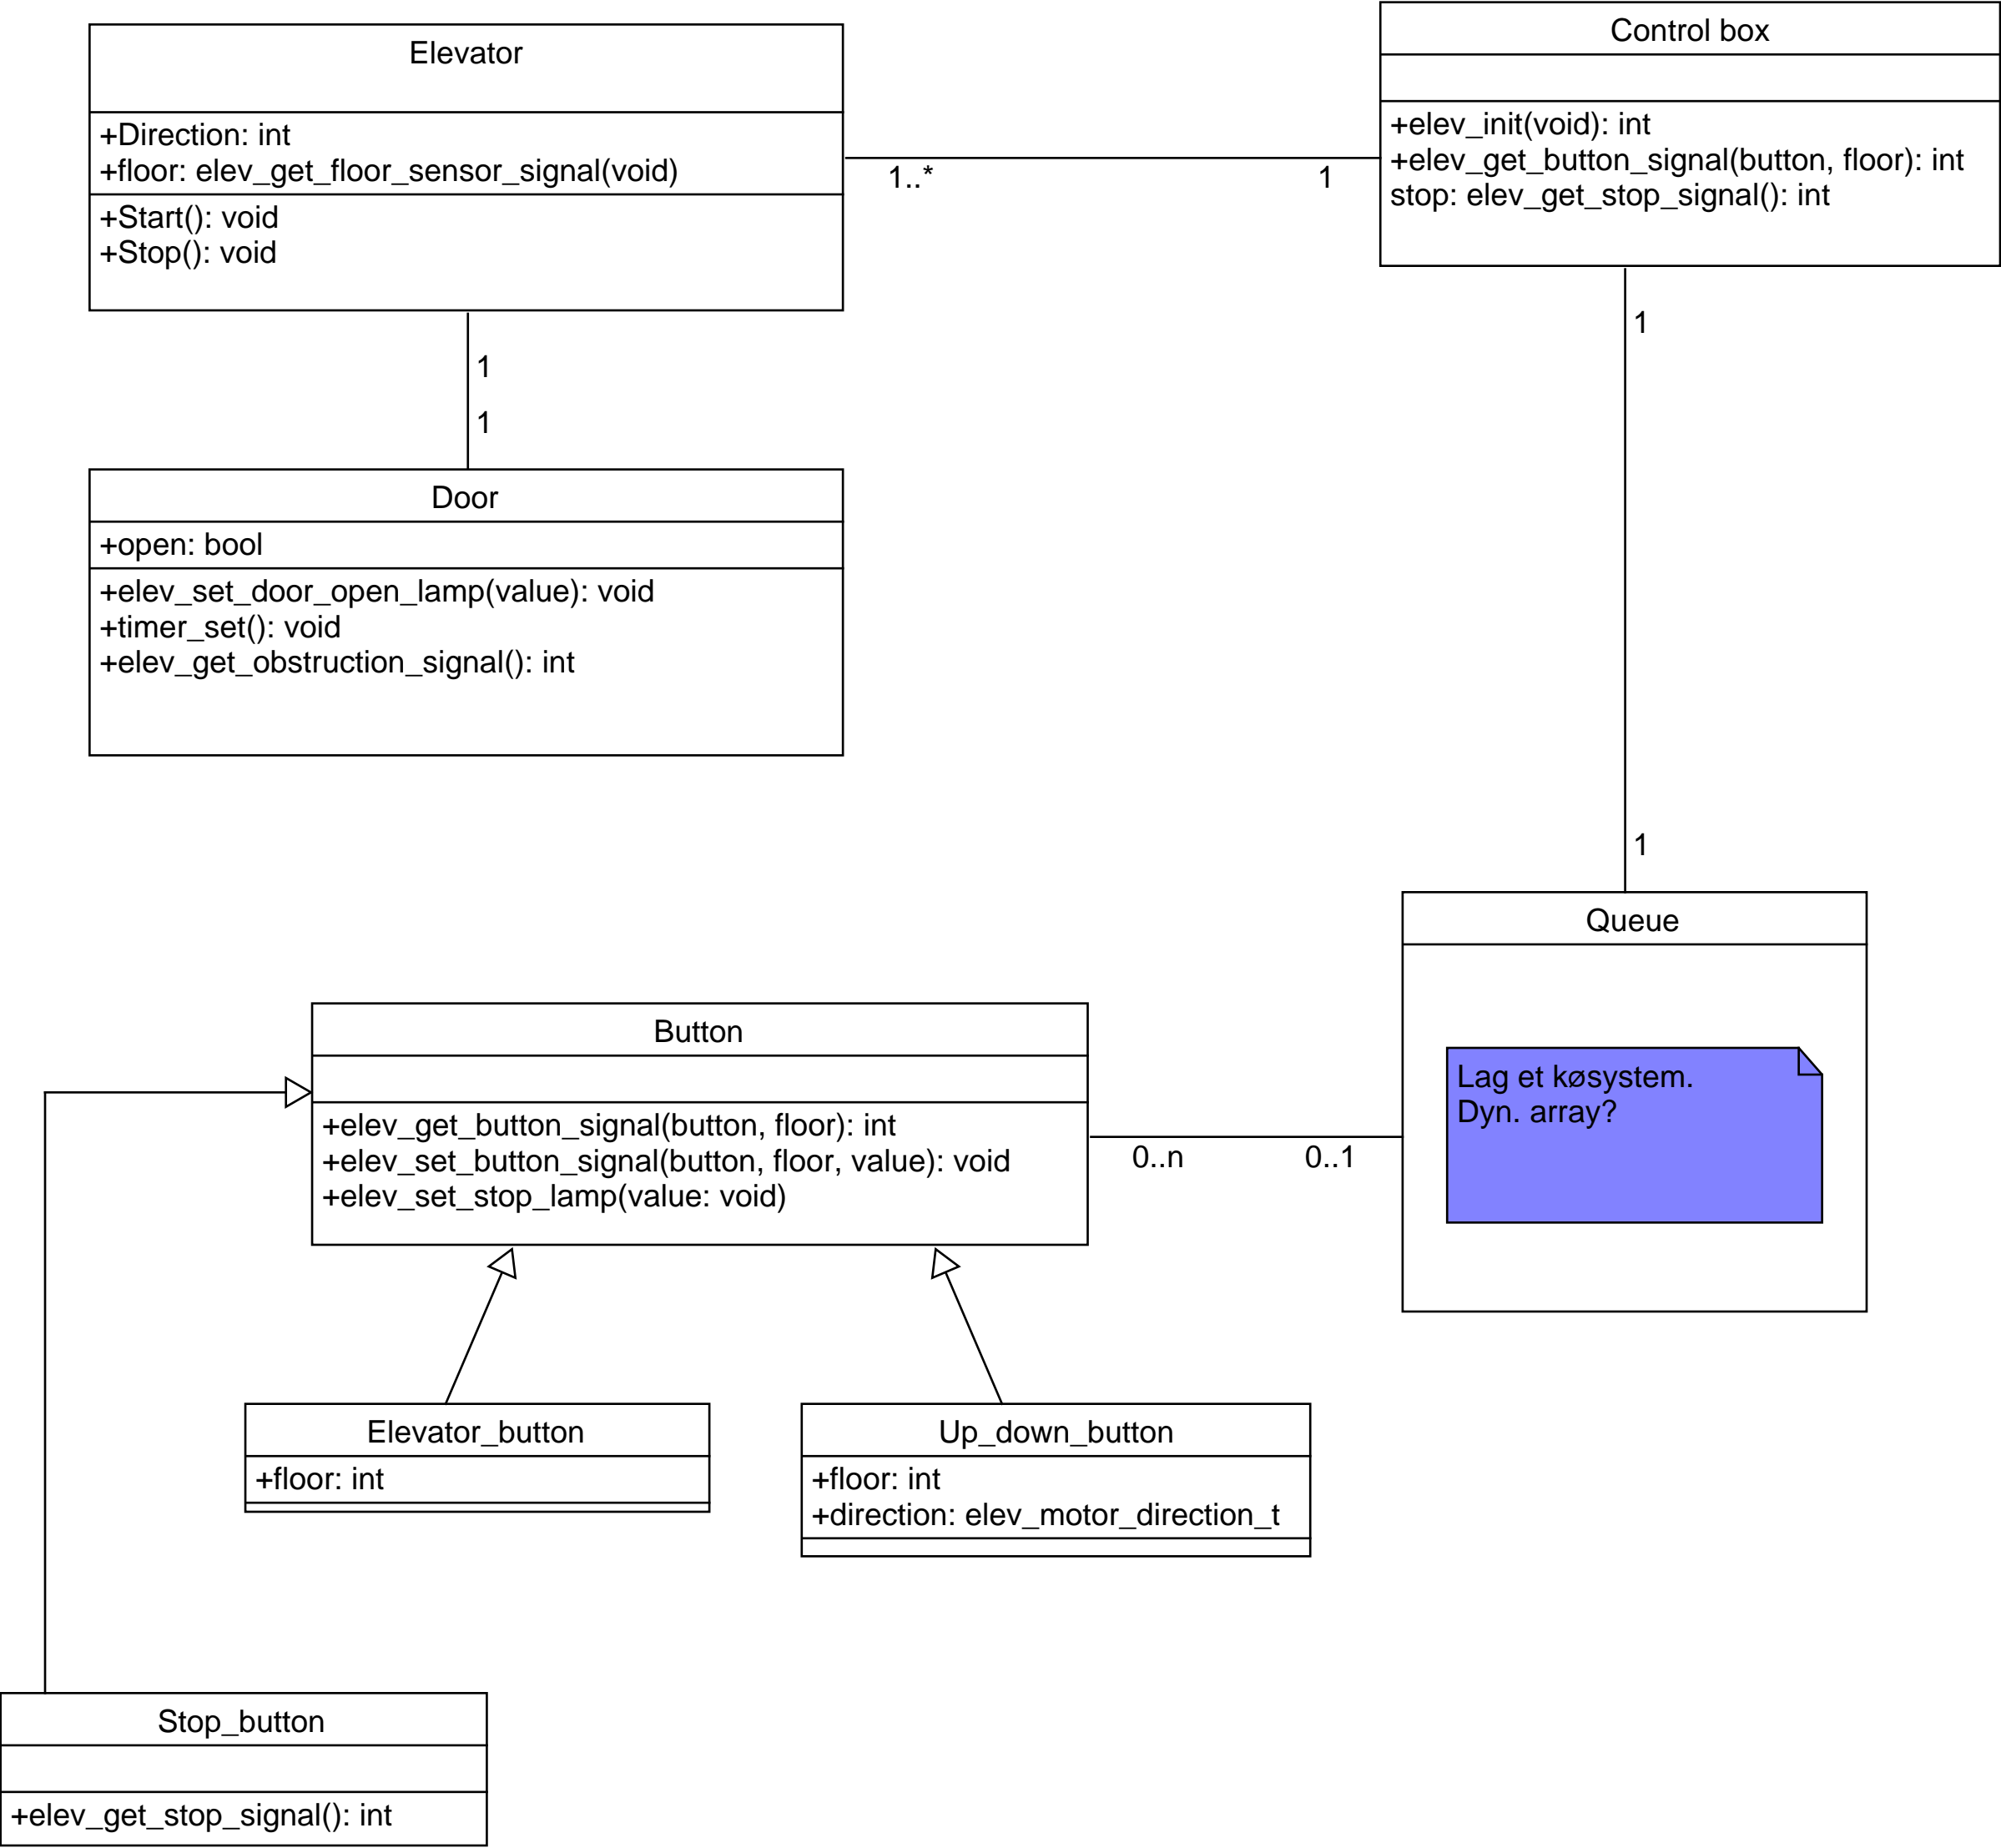 Elevator
+Direction: int
+floor: elev_get_floor_sensor_signal(void)
+Start(): void
+Stop(): void
1..*
1
Control box
+elev_init(void): int
+elev_get_button_signal(button, floor): int
stop: elev_get_stop_signal(): int
1
1
Door
+open: bool
+elev_set_door_open_lamp(value): void
+timer_set(): void
+elev_get_obstruction_signal(): int
1
1
Queue
Lag et køsystem.
Dyn. array?
Button
+elev_get_button_signal(button, floor): int
+elev_set_button_signal(button, floor, value): void
+elev_set_stop_lamp(value: void)
0..n
0..1
Elevator_button
+floor: int
Up_down_button
+floor: int
+direction: elev_motor_direction_t
Stop_button
+elev_get_stop_signal(): int